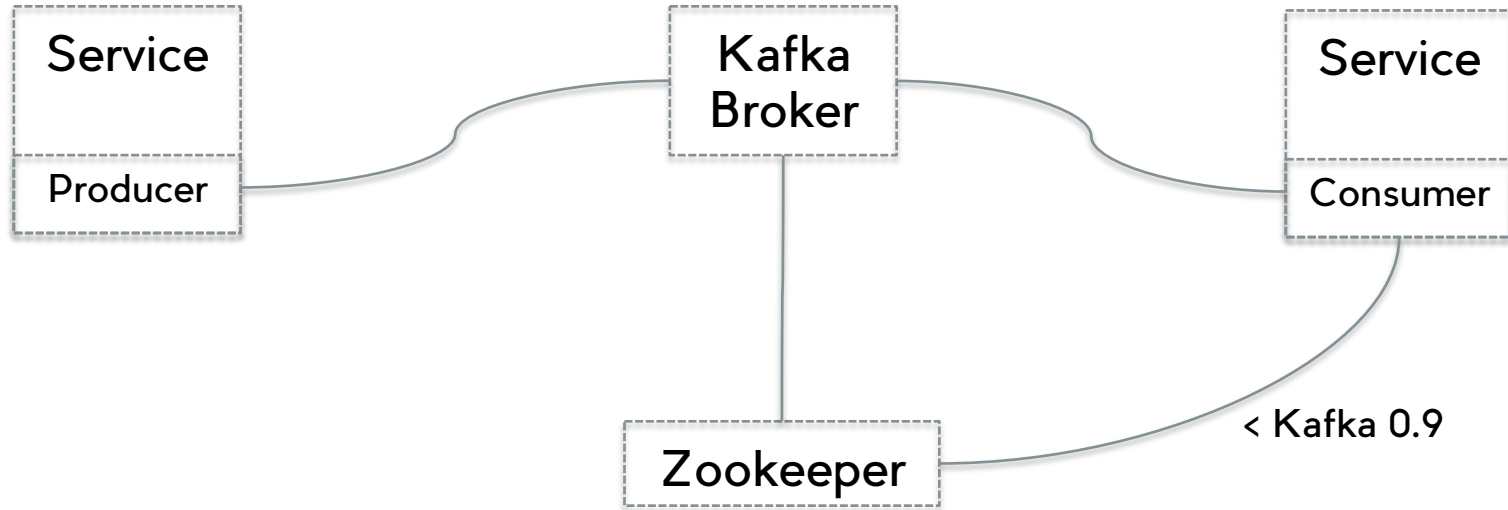 Service
Producer
Kafka
Broker
Service
Consumer
Zookeeper
< Kafka 0.9